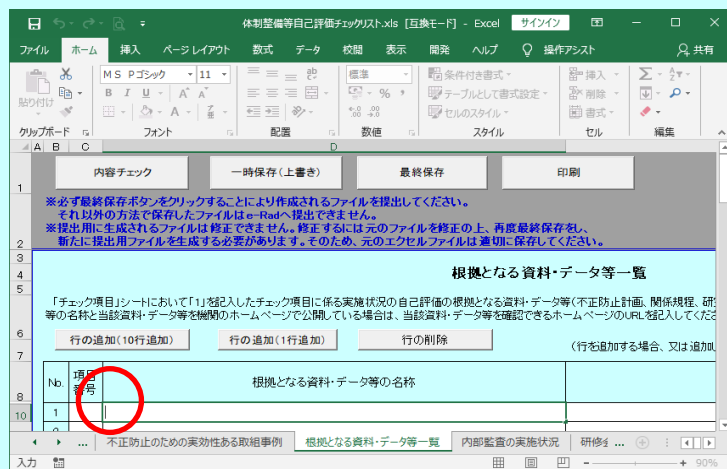 体制整備等自己評価チェックリスト.xls [互換モード] - Excel サインイン
ファイル ホーム 挿入 ページ レイアウト 数式 データ 校閲 表示 開発 ヘルプ 操作アシスト 共有
貼り付け
MS Pゴシック 11
B I U A A
標準
% ,
条件付き書式
テーブルとして書式設定
セルのスタイル
挿入
削除
書式
クリップボード フォント 配置 数値 スタイル セル 編集
A B C D
内容チェック 一時保存(上書き) 最終保存 印刷
1
※必ず最終保存ボタンをクリックすることにより作成されるファイルを提出してください。
それ以外の方法で保存したファイルはe-Radへ提出できません。
※提出用に生成されるファイルは修正できません。修正するには元のファイルを修正の上、再度最終保存をし、
2 新たに提出用ファイルを生成する必要があります。そのため、元のエクセルファイルは適切に保存してください。
3
4 根拠となる資料・データ等一覧
5
「チェック項目」シートにおいて「1」を記入したチェック項目に係る実施状況の自己評価の根拠となる資料・データ等(不正防止計画、関係規程、研
等の名称と当該資料・データ等を機関のホームページで公開している場合は、当該資料・データ等を確認できるホームページのURLを記入してくださ
6 行の追加(10行追加) 行の追加(1行追加) 行の削除 (行を追加する場合、又は追加し
7
8 No. 項目番号 根拠となる資料・データ等の名称
10 1
... 不正防止のための実効性ある取組事例 根拠となる資料・データ等一覧 内部監査の実施状況 研修 ...
入力 90%